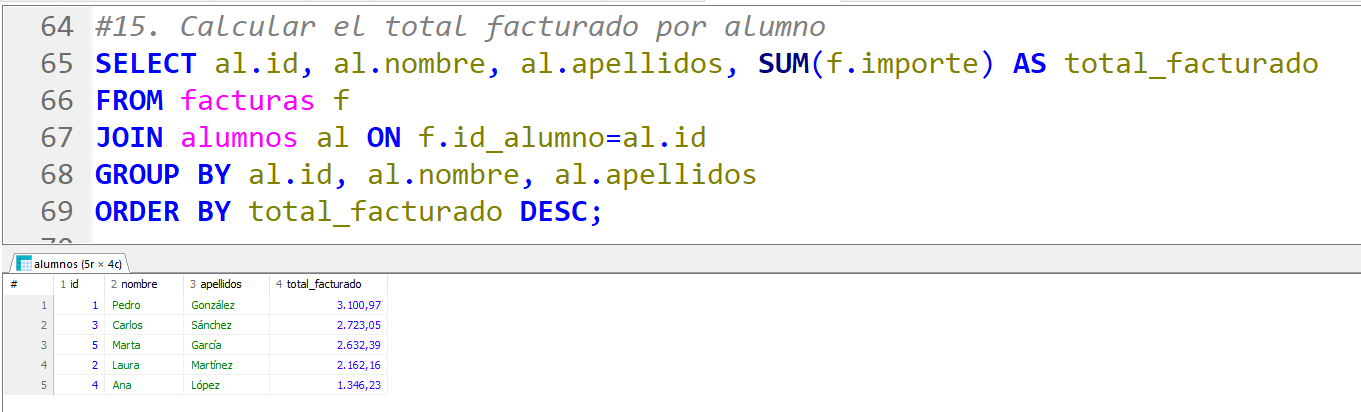 64 #15. Calcular el total facturado por alumno
65 SELECT al.id, al.nombre, al.apellidos, SUM(f.importe) AS total_facturado
66 FROM facturas f
67 JOIN alumnos al ON f.id_alumno=al.id
68 GROUP BY al.id, al.nombre, al.apellidos
69 ORDER BY total_facturado DESC;
70
alumnos (5r × 4c)
# 1 id 2 nombre 3 apellidos 4 total_facturado
1 1 Pedro González 3.100,97
2 3 Carlos Sánchez 2.723,05
3 5 Marta García 2.632,39
4 2 Laura Martínez 2.162,16
5 4 Ana López 1.346,23